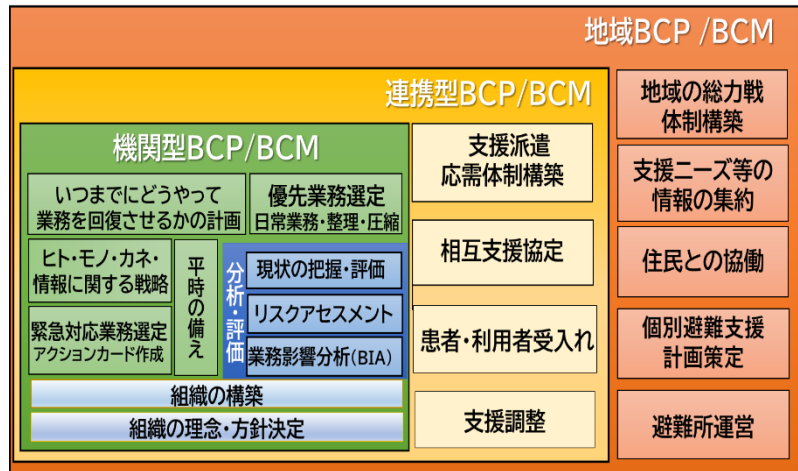 地域BCP /BCM
連携型BCP/BCM
機関型BCP/BCM
いつまでにどうやって
業務を回復させるかの計画
優先業務選定
日常業務・整理・圧縮
ヒト・モノ・カネ・
情報に関する戦略
緊急対応業務選定
アクションカード作成
平時の備え
分析・評価
現状の把握・評価
リスクアセスメント
業務影響分析(BIA)
組織の構築
組織の理念・方針決定
支援派遣
応需体制構築
相互支援協定
患者・利用者受入れ
支援調整
地域の総力戦
体制構築
支援ニーズ等の
情報の集約
住民との協働
個別避難支援
計画策定
避難所運営